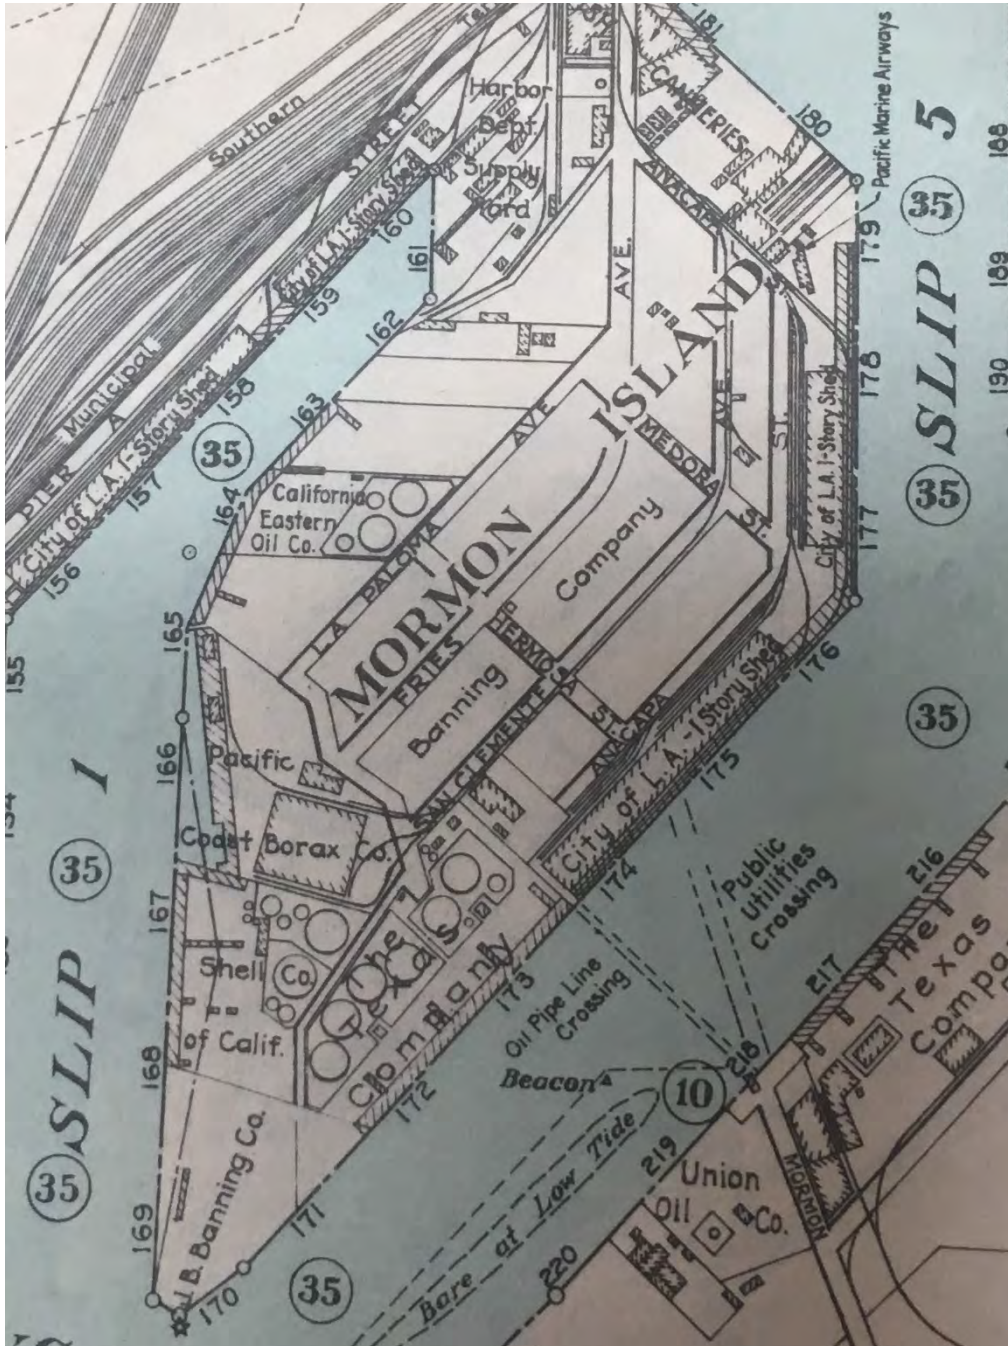 181
CANNERIES
180
Pacific Marine Airways
SLIP 5
35
35
35
179
178
177
176
175
174
173
172
171
170
188
189
190
Southern
STREET
Harbor
Dept.
Supply
Yard
City of L.A. 1-Story Shed
160
161
159
162
158
163
Municipal
PIER A
City of L.A. 1-Story Shed
157
156
155
35
164
165
166
167
168
169
California
Eastern
Oil Co.
ANACAPA
ST.
AVE.
MORMON ISLAND
LA PALOMA AVE
FRIES
AVE
MEDORA
ST.
ST.
City of L.A. 1-Story Shed
Banning Company
HERMOSA
ST.
SAN CLEMENTE
ANACAPA
City of L. A. -1 Story Shed
Pacific
Coast Borax Co.
SLIP 1
35
35
Shell
Co
of Calif.
The
Texas
Company
J B. Banning Co.
35
Public
Utilities
Crossing
Oil Pipe Line
Crossing
Beacon
10
Bare at Low Tide
216
217
218
219
220
The
Texas
Compa
Union
Oil Co.
MORMON